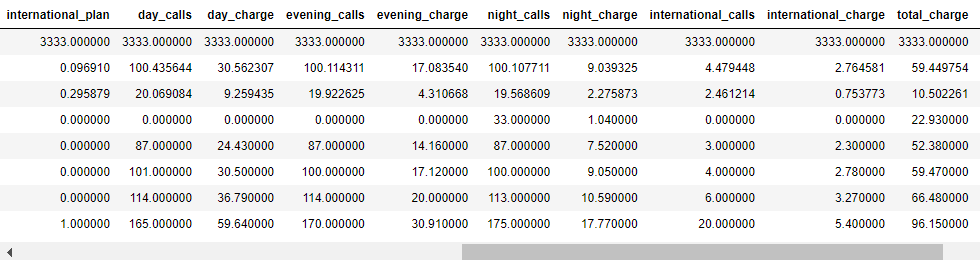 international_plan day_calls day_charge evening_calls evening_charge night_calls night_charge international_calls international_charge total_charge
3333.000000 3333.000000 3333.000000 3333.000000 3333.000000 3333.000000 3333.000000 3333.000000 3333.000000 3333.000000
0.096910 100.435644 30.562307 100.114311 17.083540 100.107711 9.039325 4.479448 2.764581 59.449754
0.295879 20.069084 9.259435 19.922625 4.310668 19.568609 2.275873 2.461214 0.753773 10.502261
0.000000 0.000000 0.000000 0.000000 0.000000 33.000000 1.040000 0.000000 0.000000 22.930000
0.000000 87.000000 24.430000 87.000000 14.160000 87.000000 7.520000 3.000000 2.300000 52.380000
0.000000 101.000000 30.500000 100.000000 17.120000 100.000000 9.050000 4.000000 2.780000 59.470000
0.000000 114.000000 36.790000 114.000000 20.000000 113.000000 10.590000 6.000000 3.270000 66.480000
1.000000 165.000000 59.640000 170.000000 30.910000 175.000000 17.770000 20.000000 5.400000 96.150000